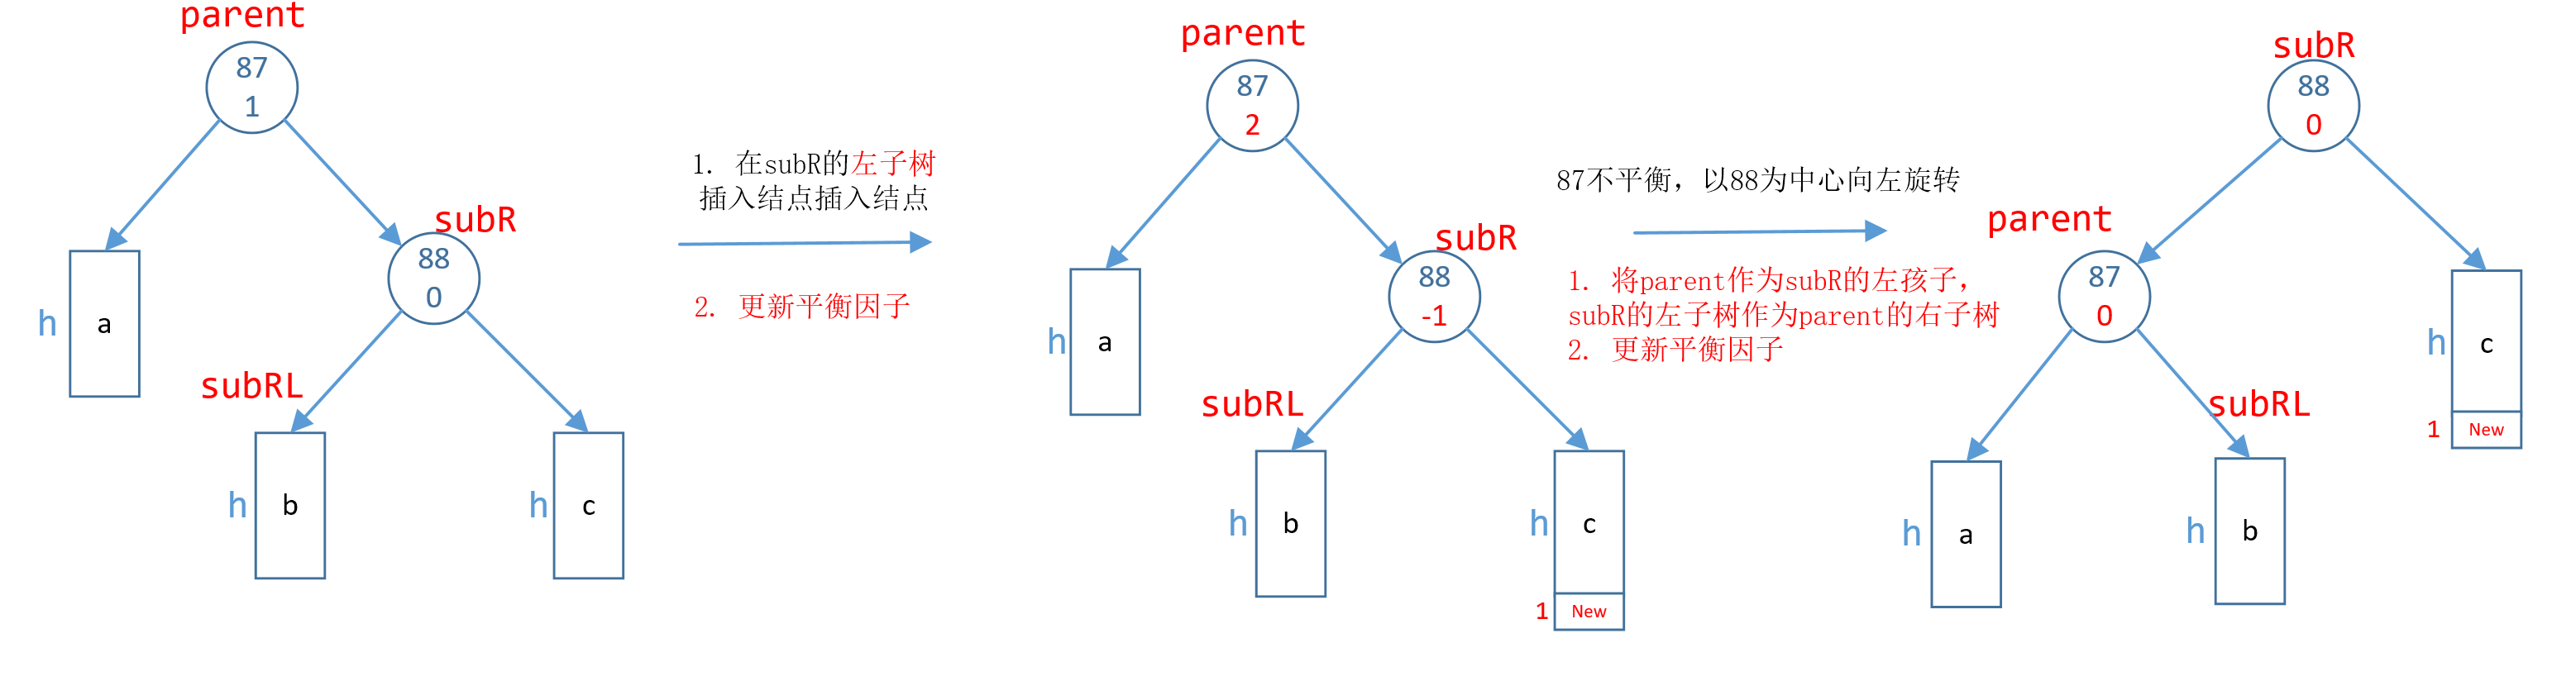 parent
87
1
subR
88
0
h
a
subRL
h
b
h
c
1. 在subR的左子树
插入结点插入结点
2. 更新平衡因子
parent
87
2
subR
88
-1
h
a
subRL
h
b
h
c
1
New
87不平衡，以88为中心向左旋转
1. 将parent作为subR的左孩子，
subR的左子树作为parent的右子树
2. 更新平衡因子
subR
88
0
parent
87
0
h
c
1
New
subRL
h
a
h
b